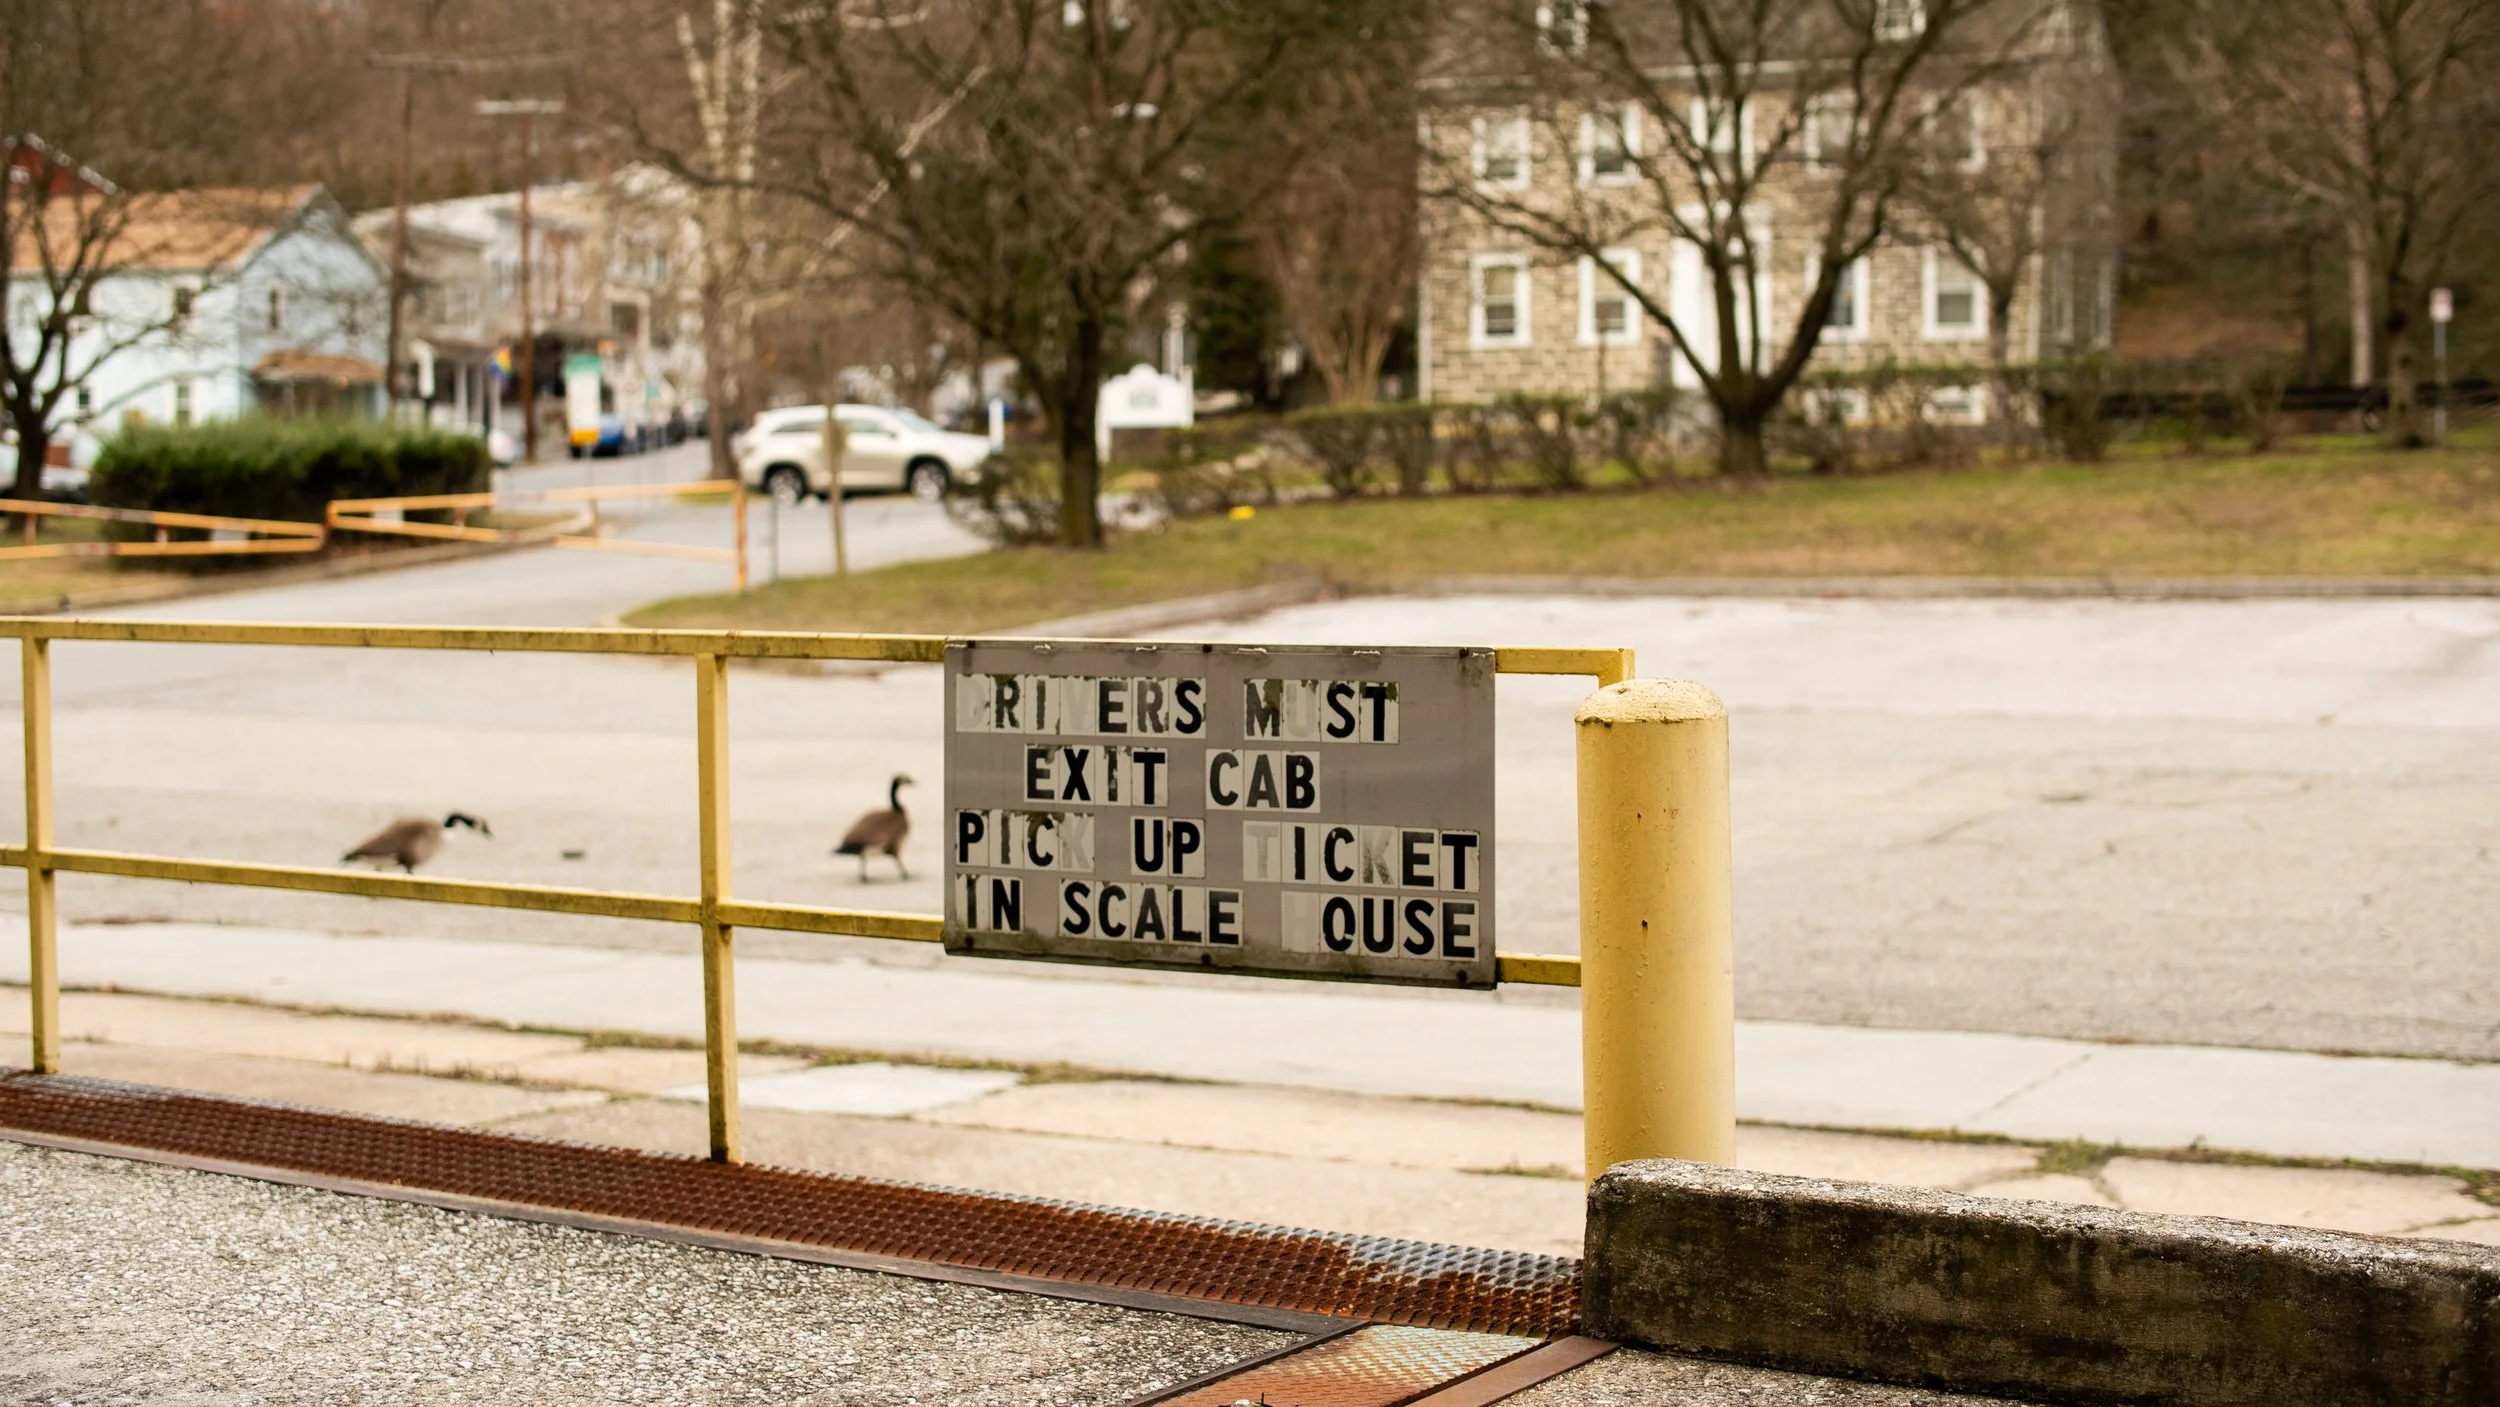 DRIVERS MUST
EXIT CAB
PICK UP TICKET
IN SCALE HOUSE